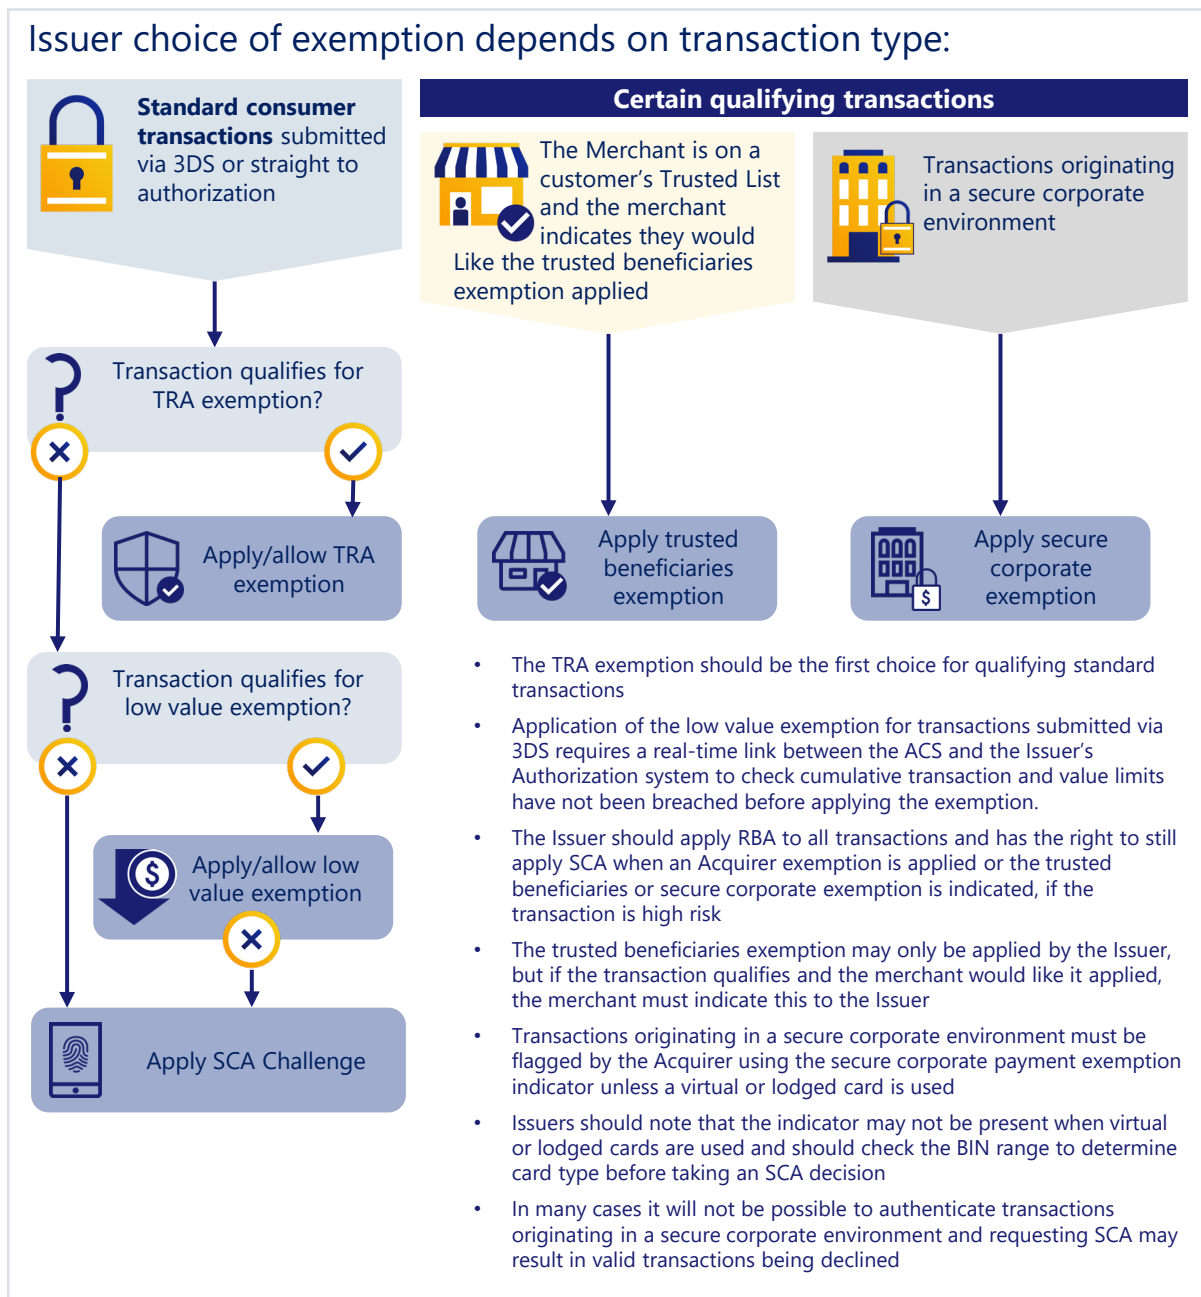 Issuer choice of exemption depends on transaction type:
Standard consumer
transactions submitted
via 3DS or straight to
authorization
Certain qualifying transactions
The Merchant is on a
customer's Trusted List
and the merchant
indicates they would
Like the trusted beneficiaries
exemption applied
Transactions originating
in a secure corporate
environment
Transaction qualifies for
TRA exemption?
Apply/allow TRA
exemption
Apply trusted
beneficiaries
exemption
Apply secure
corporate
exemption
$
Transaction qualifies for
low value exemption?
$
Apply/allow low
value exemption
Apply SCA Challenge
• The TRA exemption should be the first choice for qualifying standard
transactions
• Application of the low value exemption for transactions submitted via
3DS requires a real-time link between the ACS and the Issuer's
Authorization system to check cumulative transaction and value limits
have not been breached before applying the exemption.
• The Issuer should apply RBA to all transactions and has the right to still
apply SCA when an Acquirer exemption is applied or the trusted
beneficiaries or secure corporate exemption is indicated, if the
transaction is high risk
• The trusted beneficiaries exemption may only be applied by the Issuer,
but if the transaction qualifies and the merchant would like it applied,
the merchant must indicate this to the Issuer
• Transactions originating in a secure corporate environment must be
flagged by the Acquirer using the secure corporate payment exemption
indicator unless a virtual or lodged card is used
• Issuers should note that the indicator may not be present when virtual
or lodged cards are used and should check the BIN range to determine
card type before taking an SCA decision
• In many cases it will not be possible to authenticate transactions
originating in a secure corporate environment and requesting SCA may
result in valid transactions being declined